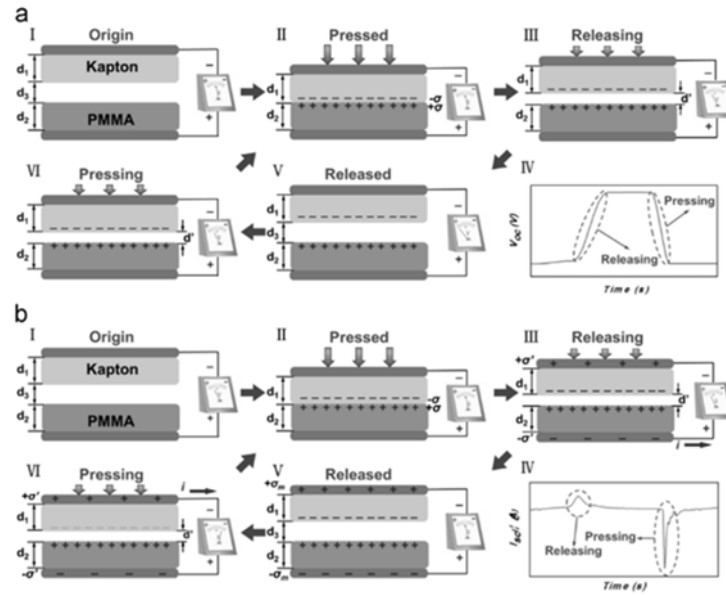 a
I Origin
II Pressed
III Releasing
d₁ Kapton −
d₃
d₂ PMMA +
d₁ −σ −
d₂ +σ +
d₁ −
d'
d₂ +
VI Pressing
V Released
IV
d₁ −
d'
d₂ +
d₁ −
d₃
d₂ +
V_OC (V)
Pressing
Releasing
Time (s)
b
I Origin
II Pressed
III Releasing
d₁ Kapton −
d₃
d₂ PMMA +
d₁ −σ −
d₂ +σ +
+σ'
d₁ −
d'
d₂ +
−σ' i
VI Pressing i
V Released
IV
+σ'
d₁ −
d'
d₂ +
−σ'
+σₘ
d₁ −
d₃
d₂ +
−σₘ
Pressing
Releasing
Time (s)